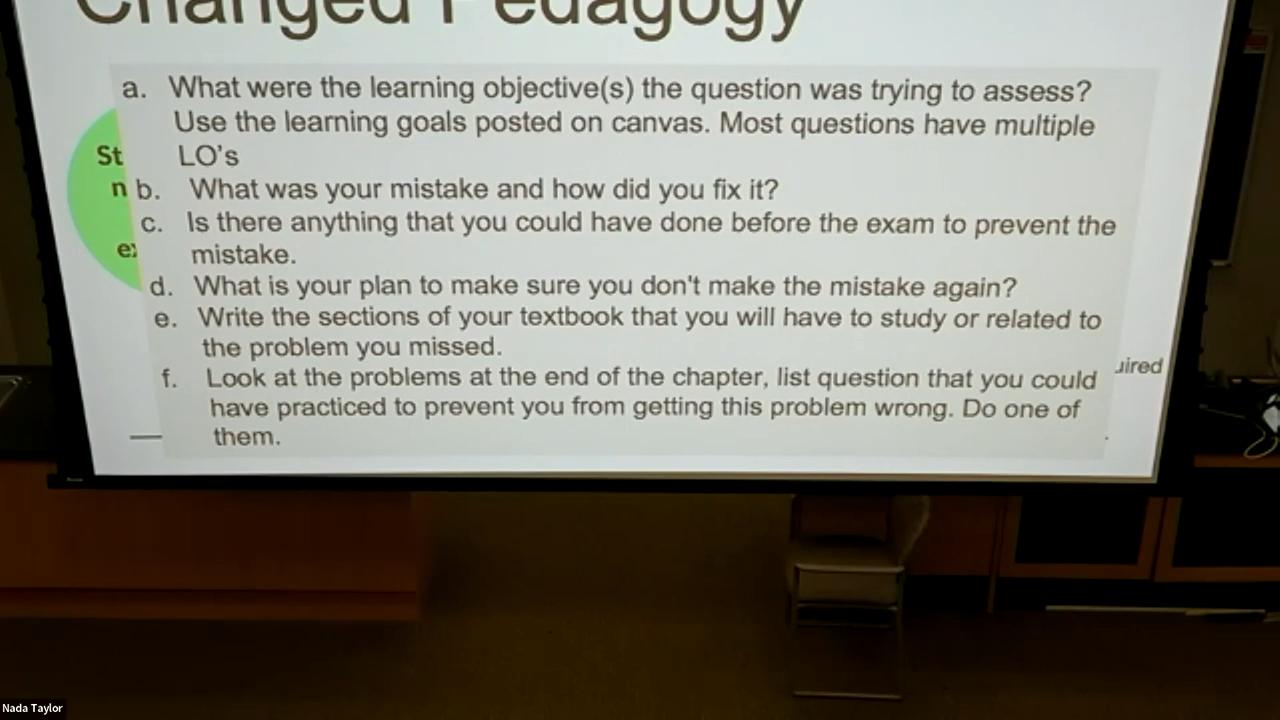 Changed Pedagogy
a. What were the learning objective(s) the question was trying to assess?
Use the learning goals posted on canvas. Most questions have multiple
LO's
b. What was your mistake and how did you fix it?
c. Is there anything that you could have done before the exam to prevent the
mistake.
d. What is your plan to make sure you don't make the mistake again?
e. Write the sections of your textbook that you will have to study or related to
the problem you missed.
f. Look at the problems at the end of the chapter, list question that you could
have practiced to prevent you from getting this problem wrong. Do one of
them.
St
n
Nada Taylor